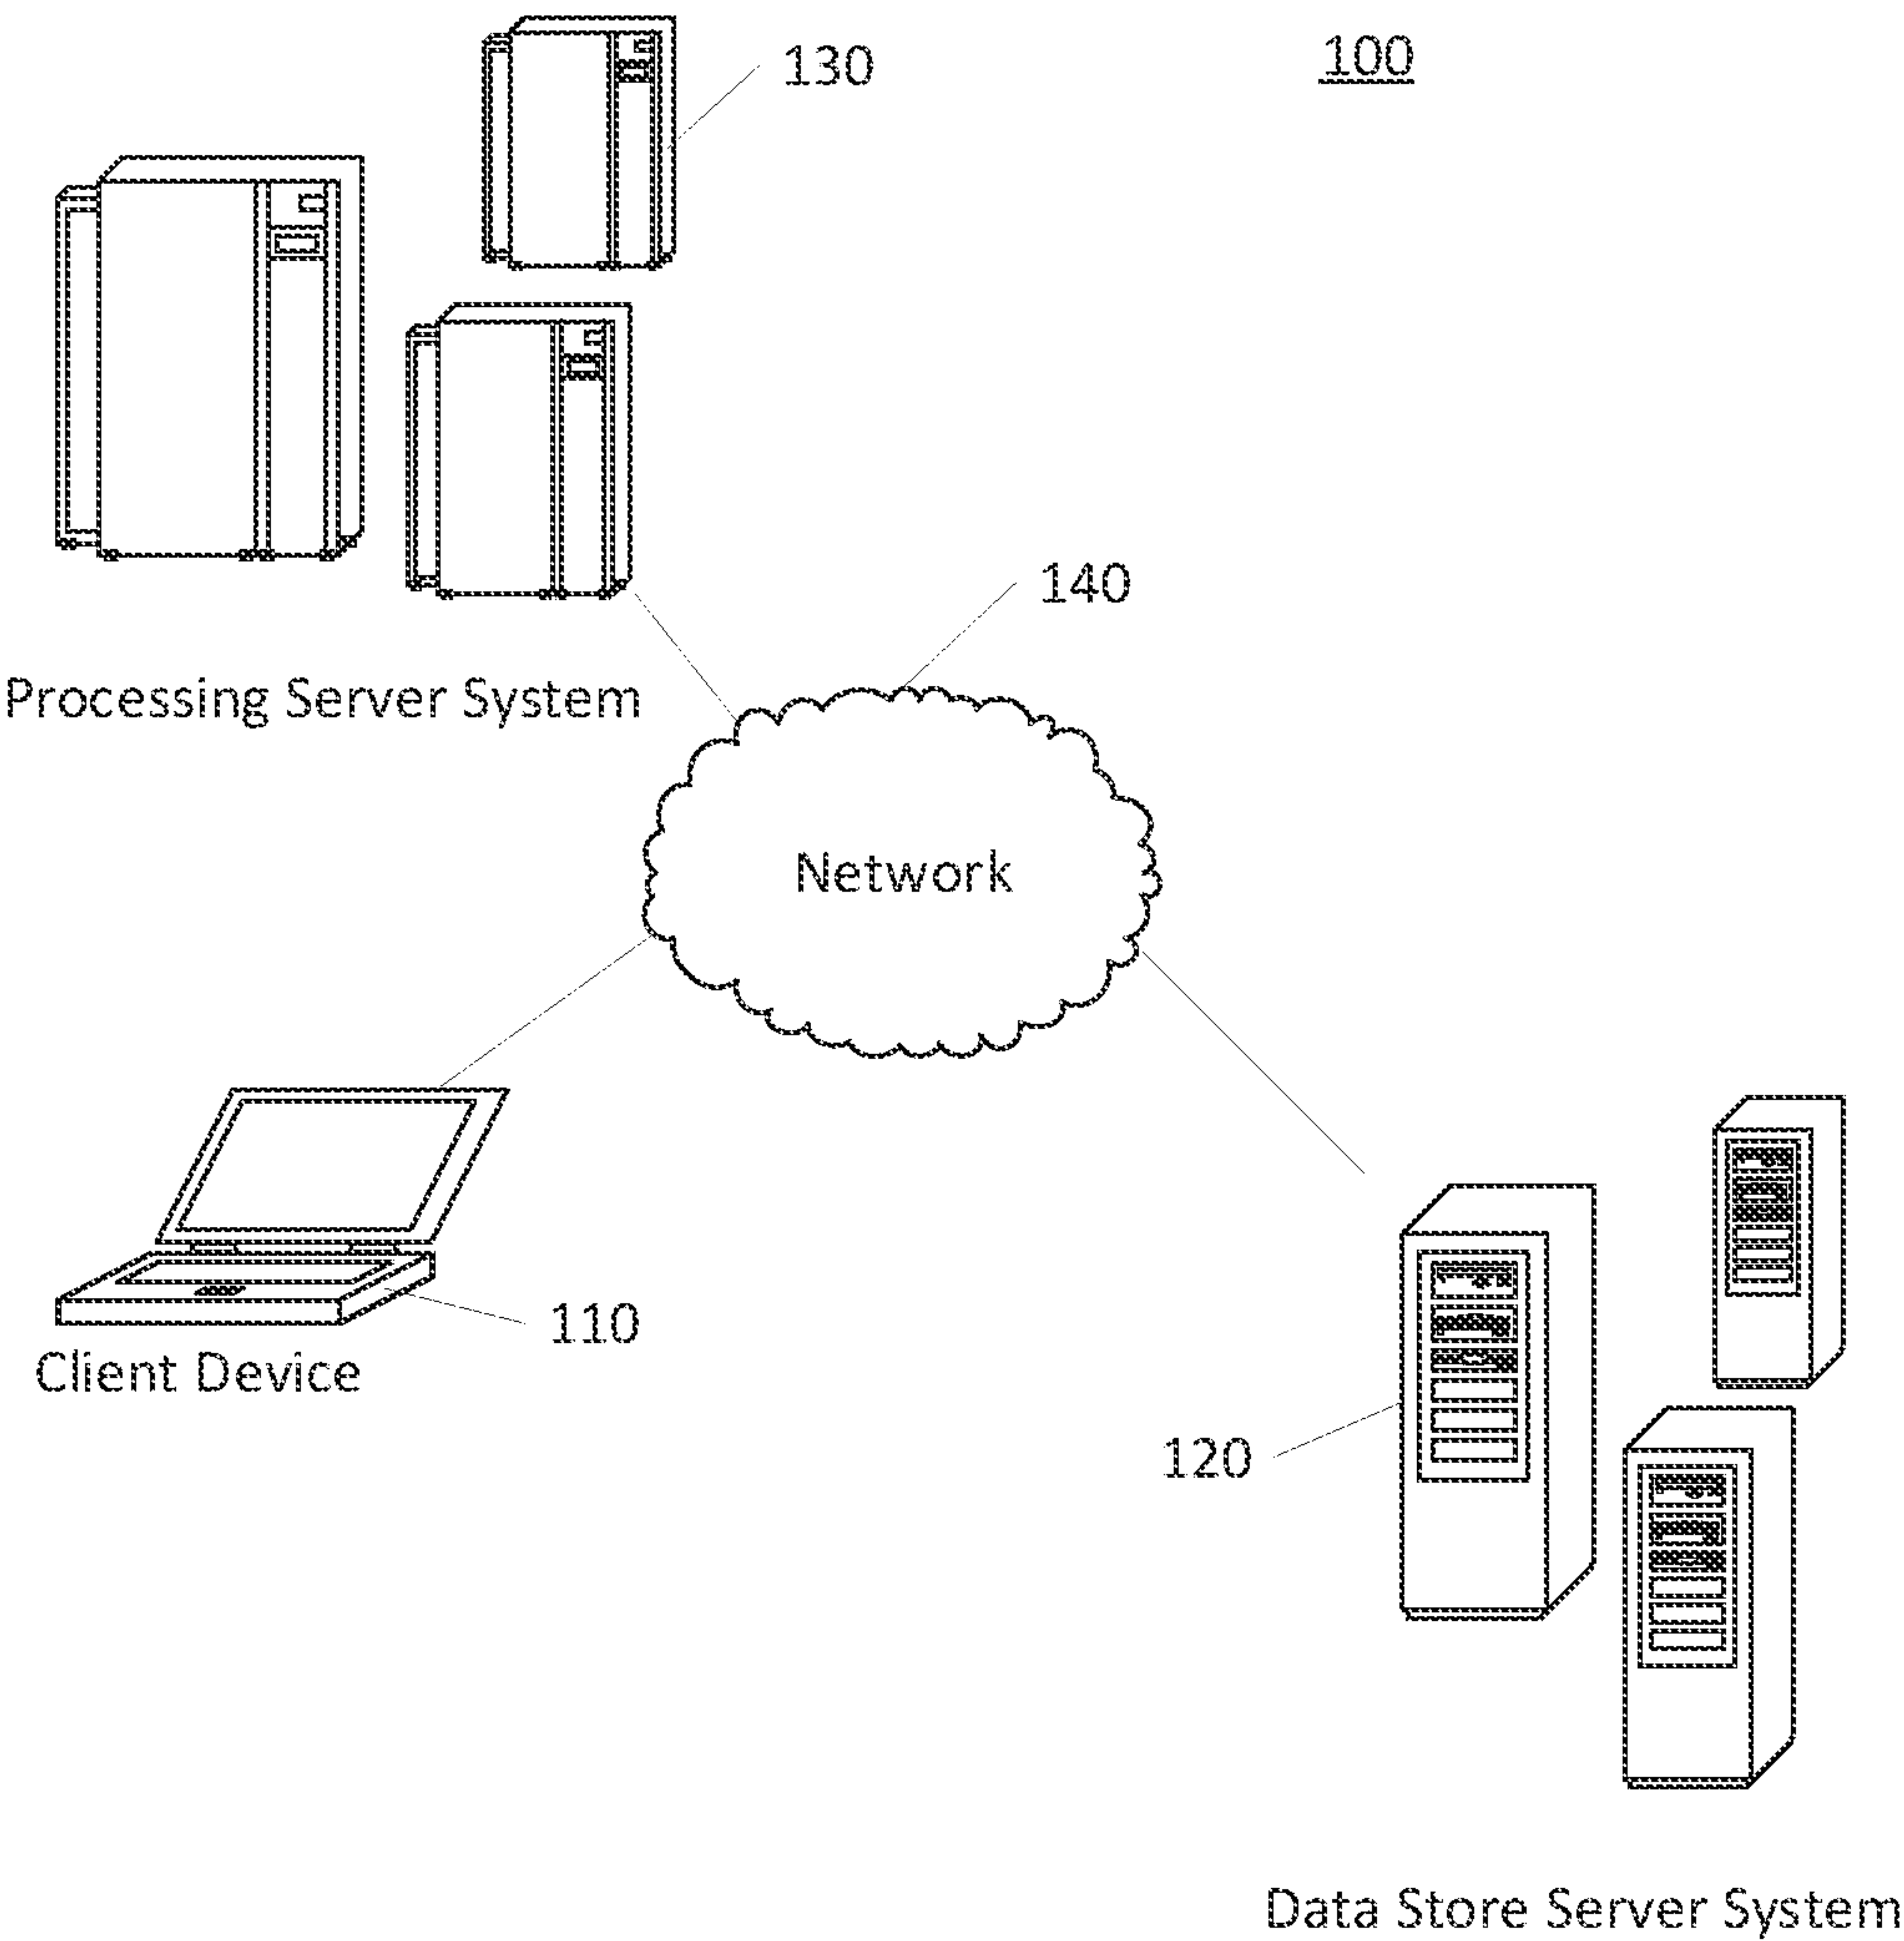 130
100
140
Processing Server System
Network
110
Client Device
120
Data Store Server System